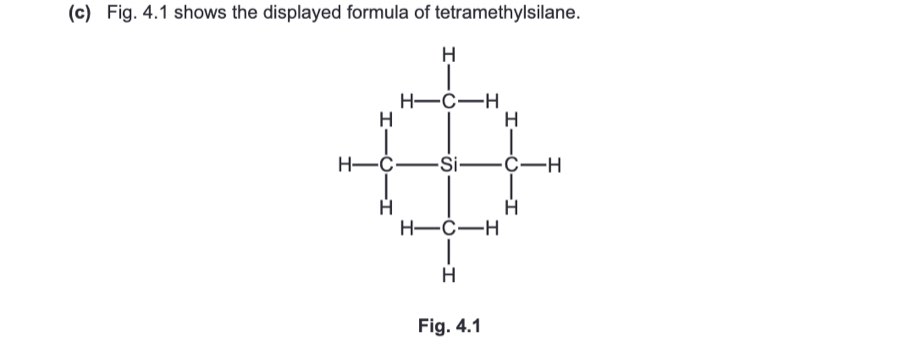 (c) Fig. 4.1 shows the displayed formula of tetramethylsilane.
H
H—C—H
H H
H—C—Si—C—H
H H
H—C—H
H
Fig. 4.1